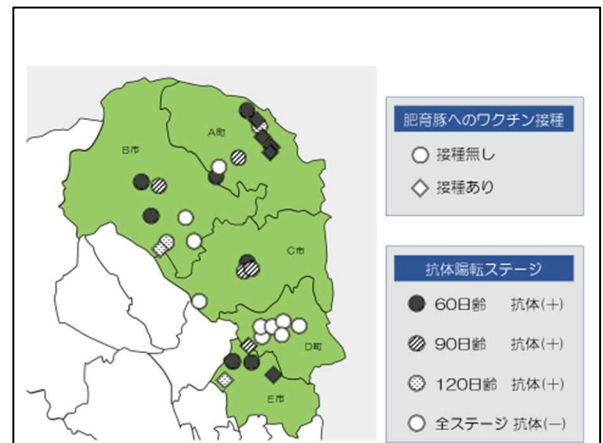 A町
B市
C市
D町
E市
肥育豚へのワクチン接種
接種無し
接種あり
抗体陽転ステージ
60日齢 抗体(+)
90日齢 抗体(+)
120日齢 抗体(+)
全ステージ 抗体(−)